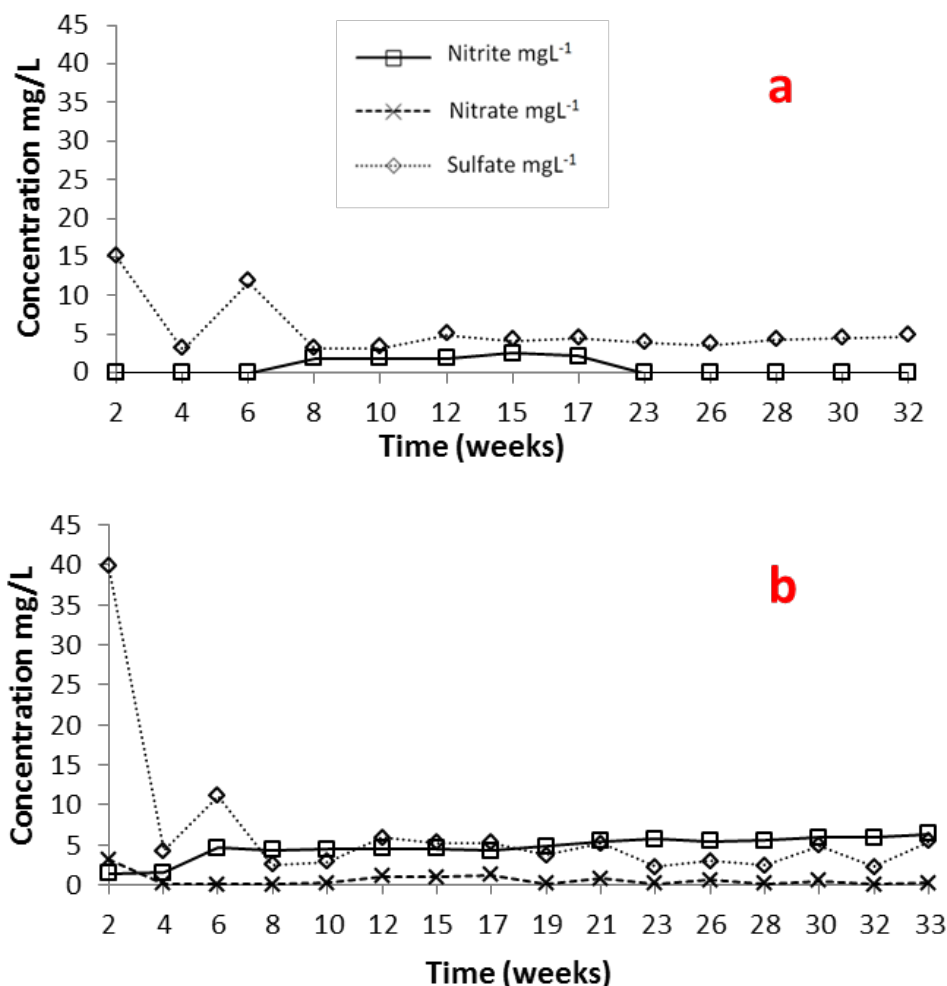 45
40
35
30
25
20
15
10
5
0
Concentration mg/L
Nitrite mgL⁻¹
Nitrate mgL⁻¹
Sulfate mgL⁻¹
a
2 4 6 8 10 12 15 17 23 26 28 30 32
Time (weeks)
45
40
35
30
25
20
15
10
5
0
Concentration mg/L
b
2 4 6 8 10 12 15 17 19 21 23 26 28 30 32 33
Time (weeks)